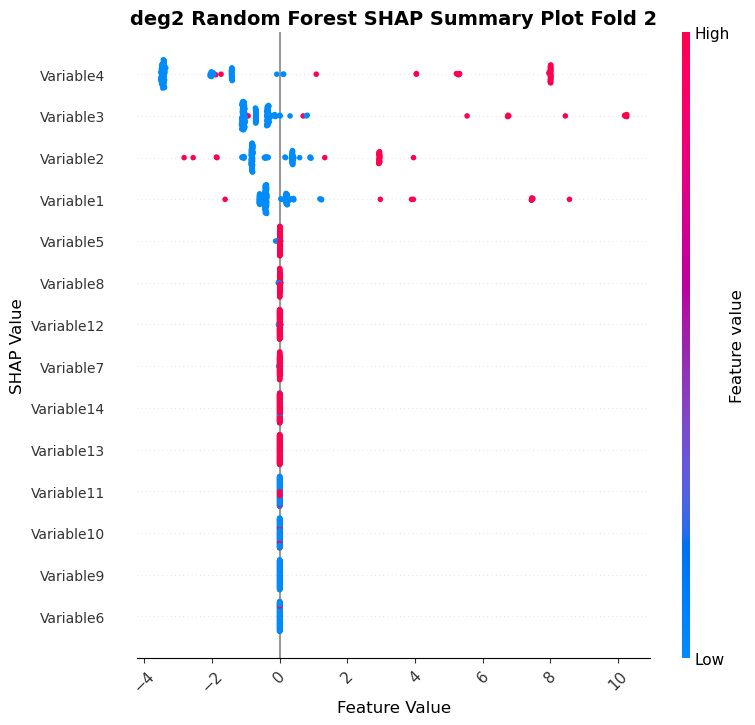 deg2 Random Forest SHAP Summary Plot Fold 2
High
Variable4
Variable3
Variable2
Variable1
Variable5
Variable8
Variable12
Variable7
Variable14
Variable13
Variable11
Variable10
Variable9
Variable6
SHAP Value
Feature value
Low
−4
−2
0
2
4
6
8
10
Feature Value